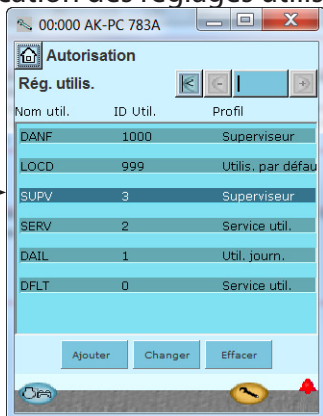 cation des réglages utilis
00:000 AK-PC 783A
Autorisation
Rég. utilis.
Nom util. ID Util. Profil
DANF 1000 Superviseur
LOCD 999 Utilis. par défau
SUPV 3 Superviseur
SERV 2 Service util.
DAIL 1 Util. journ.
DFLT 0 Service util.
Ajouter Changer Effacer